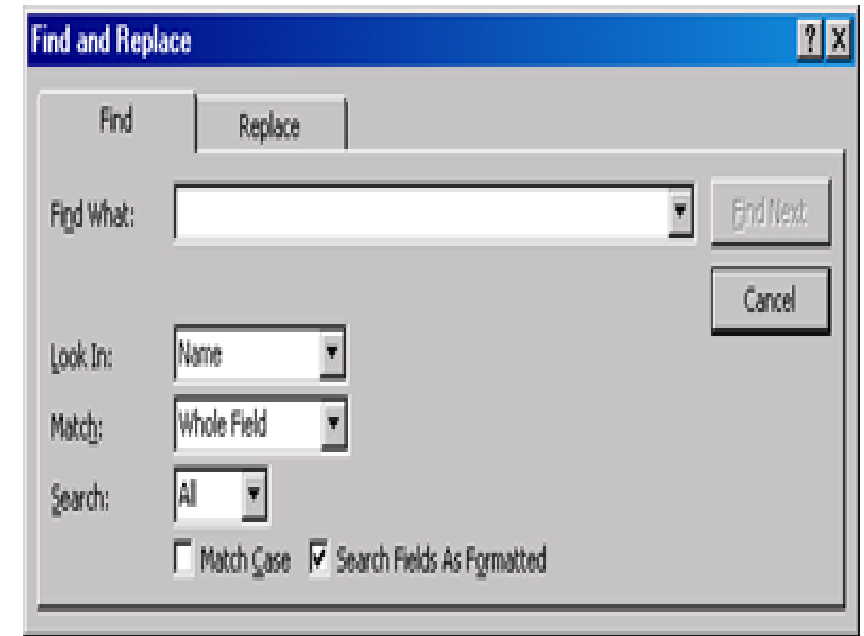 Find and Replace ? X
Find Replace
Find What: Find Next
Cancel
Look In: Name
Match: Whole Field
Search: All
Match Case Search Fields As Formatted